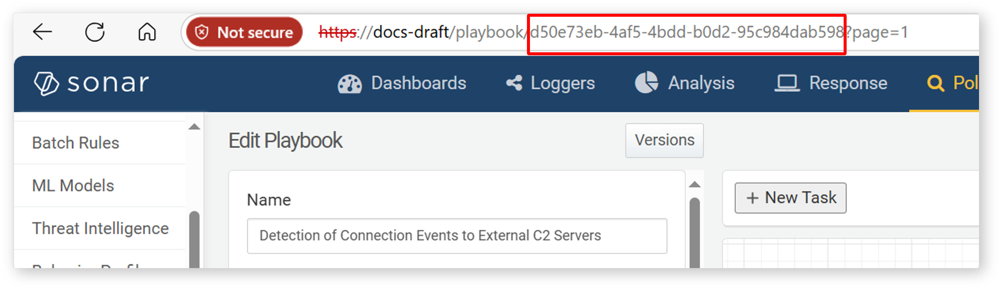 Not secure https://docs-draft/playbook/d50e73eb-4af5-4bdd-b0d2-95c984dab598?page=1
sonar Dashboards Loggers Analysis Response Pol
Edit Playbook Versions
Batch Rules
ML Models
Threat Intelligence
Name
Detection of Connection Events to External C2 Servers
+ New Task